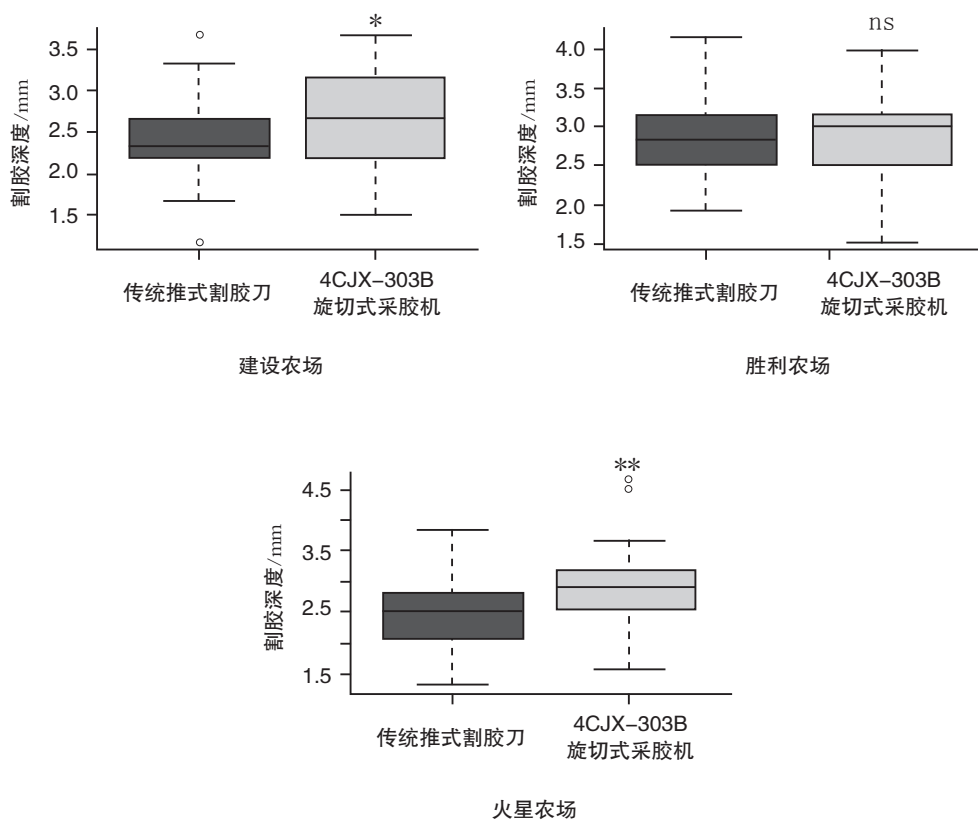 *
3.5
3.0
2.5
2.0
1.5
割胶深度/mm
传统推式割胶刀
4CJX-303B
旋切式采胶机
建设农场
ns
4.0
3.5
3.0
2.5
2.0
1.5
割胶深度/mm
传统推式割胶刀
4CJX-303B
旋切式采胶机
胜利农场
**
4.5
3.5
2.5
1.5
割胶深度/mm
传统推式割胶刀
4CJX-303B
旋切式采胶机
火星农场